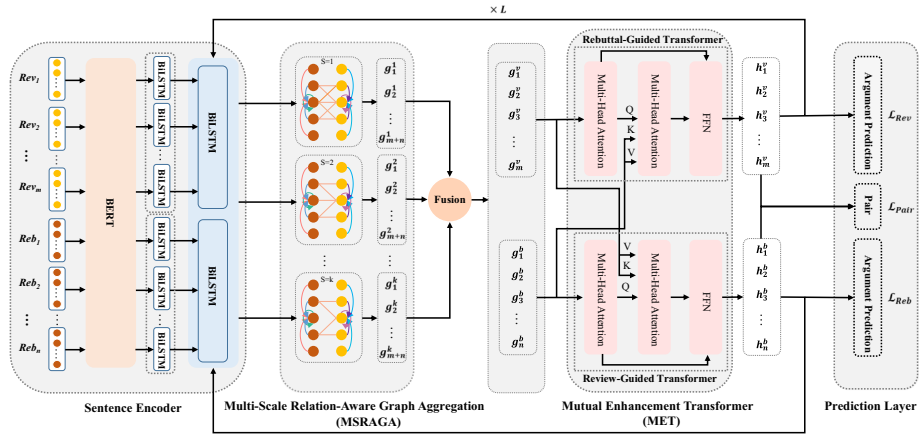 × L
Rev₁
Rev₂
...
Revₘ
Reb₁
Reb₂
...
Rebₙ
BERT
BiLSTM
BiLSTM
BiLSTM
BiLSTM
BiLSTM
BiLSTM
BiLSTM
BiLSTM
Sentence Encoder
S=1
S=2
...
S=k
g₁¹
g₂¹
...
gₘ₊ₙ¹
g₁²
g₂²
...
gₘ₊ₙ²
...
g₁ᵏ
g₂ᵏ
...
gₘ₊ₙᵏ
Fusion
Multi-Scale Relation-Aware Graph Aggregation
(MSRAGA)
g₁ᵛ
g₂ᵛ
g₃ᵛ
...
gₘᵛ
g₁ᵇ
g₂ᵇ
g₃ᵇ
...
gₙᵇ
Rebuttal-Guided Transformer
Multi-Head Attention
Q
K
V
Multi-Head Attention
FFN
Multi-Head Attention
V
K
Q
Multi-Head Attention
FFN
Review-Guided Transformer
Mutual Enhancement Transformer
(MET)
h₁ᵛ
h₂ᵛ
h₃ᵛ
...
hₘᵛ
h₁ᵇ
h₂ᵇ
h₃ᵇ
...
hₙᵇ
Argument Prediction
ℒRev
Pair
ℒPair
Argument Prediction
ℒReb
Prediction Layer